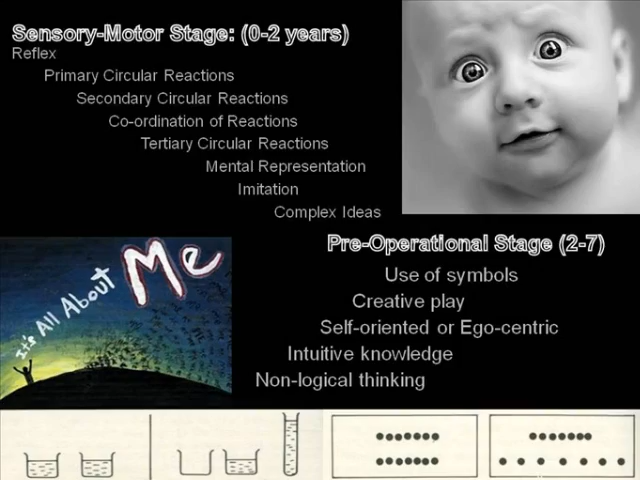 Sensory-Motor Stage: (0-2 years)
Reflex
Primary Circular Reactions
Secondary Circular Reactions
Co-ordination of Reactions
Tertiary Circular Reactions
Mental Representation
Imitation
Complex Ideas
It's All About Me
Pre-Operational Stage (2-7)
Use of symbols
Creative play
Self-oriented or Ego-centric
Intuitive knowledge
Non-logical thinking